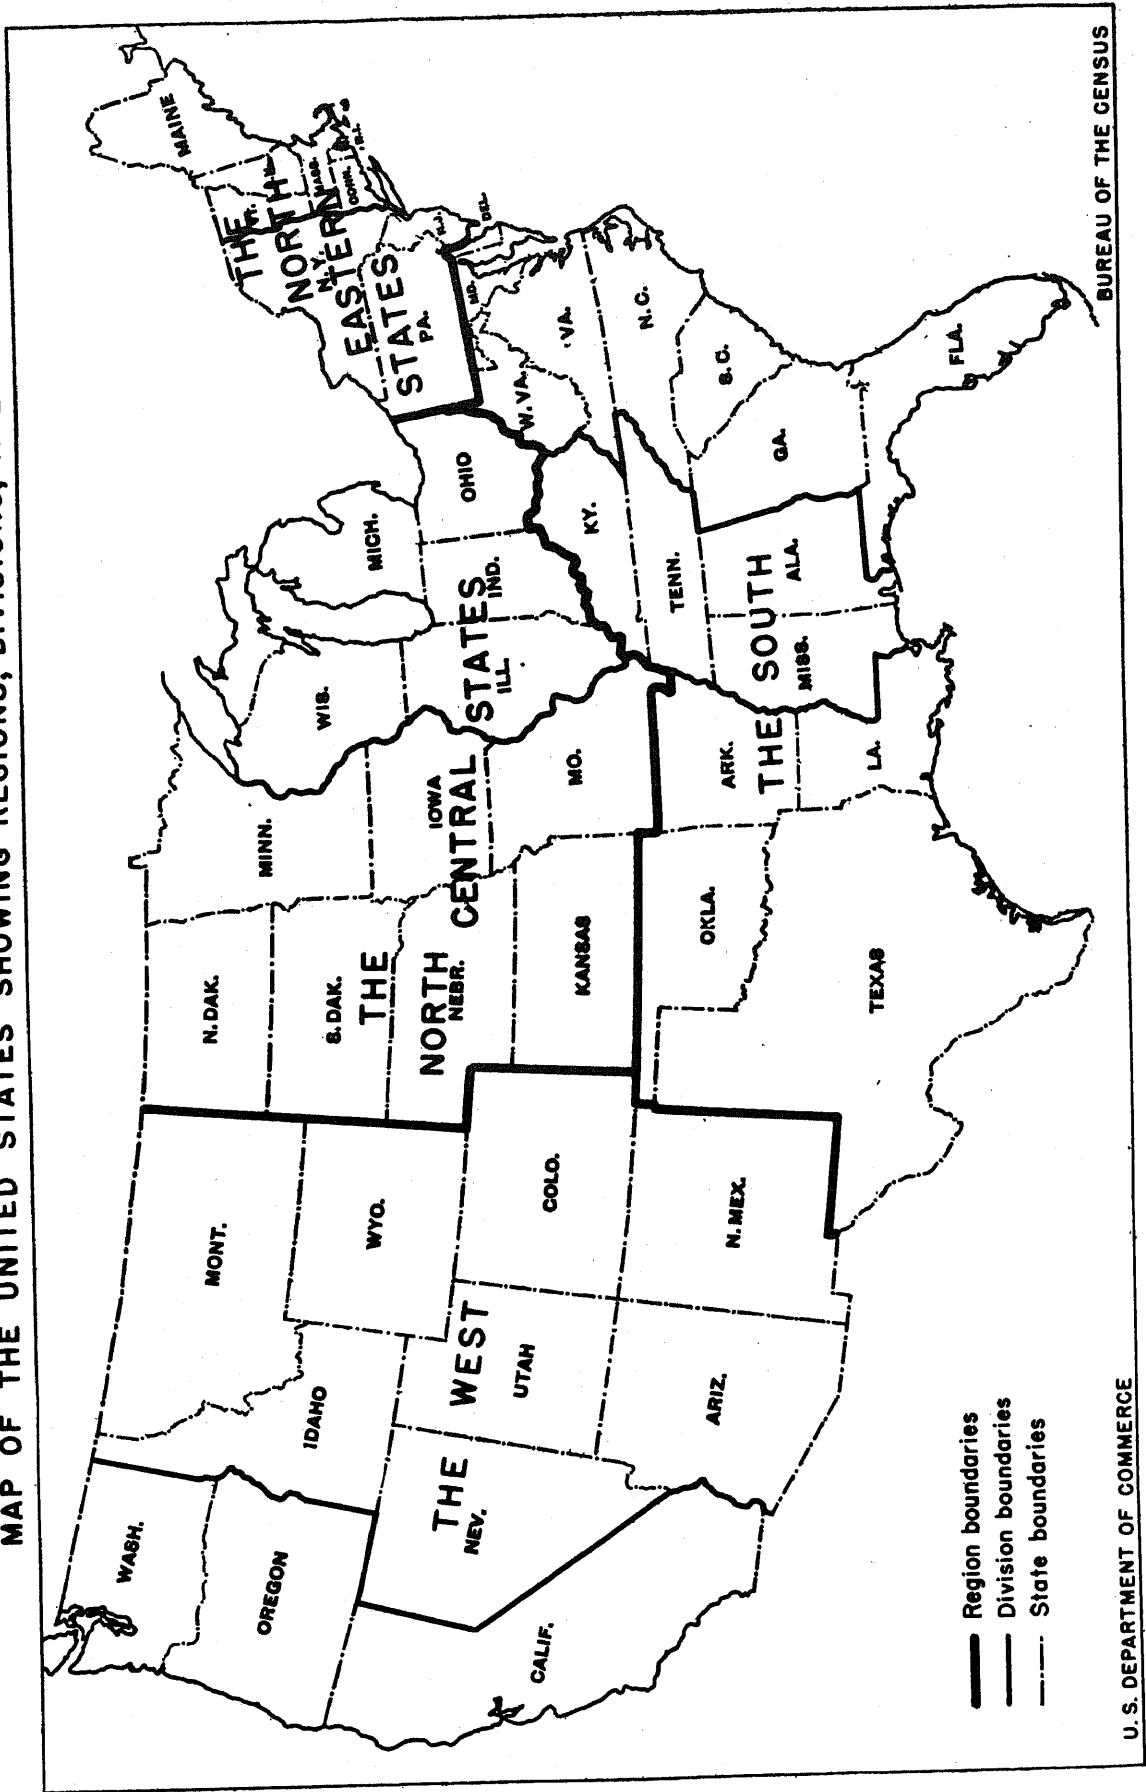 MAP OF THE UNITED STATES SHOWING REGIONS,
WASH.
OREGON
CALIF.
NEV.
IDAHO
MONT.
WYO.
UTAH
COLO.
ARIZ.
N. MEX.
THE WEST
N. DAK.
S. DAK.
NEBR.
KANSAS
MINN.
IOWA
MO.
WIS.
ILL.
MICH.
IND.
OHIO
THE
NORTH
CENTRAL
STATES
OKLA.
TEXAS
ARK.
LA.
KY.
TENN.
MISS.
ALA.
THE SOUTH
W. VA.
VA.
MD.
DEL.
N.C.
S.C.
GA.
FLA.
MAINE
VT.
MASS.
CONN.
R.I.
N.Y.
N.J.
PA.
THE
NORTH
EASTERN
STATES
Region boundaries
Division boundaries
State boundaries
U. S. DEPARTMENT OF COMMERCE
BUREAU OF THE CENSUS